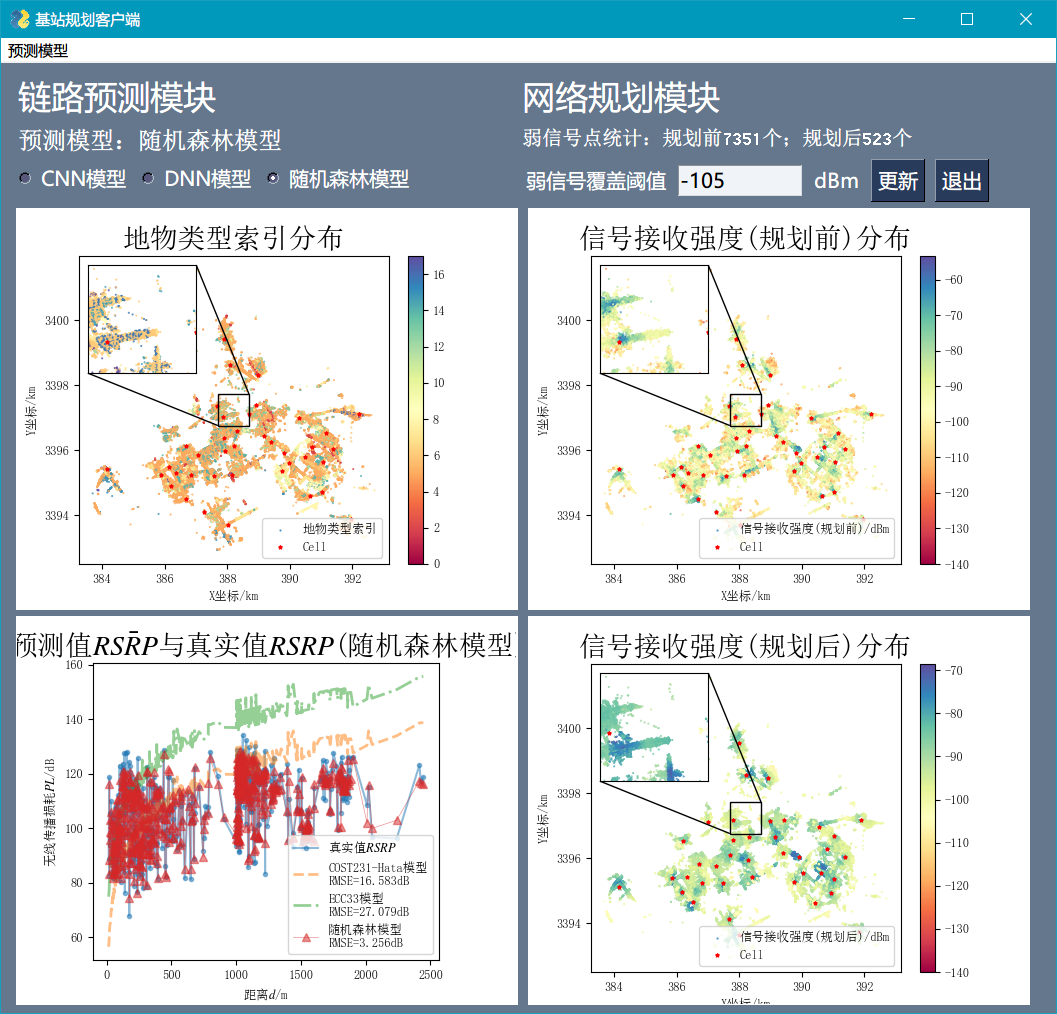 基站规划客户端
预测模型
链路预测模块
预测模型：随机森林模型
CNN模型 DNN模型 随机森林模型
网络规划模块
弱信号点统计：规划前7351个；规划后523个
弱信号覆盖阈值 -105 dBm 更新 退出
地物类型索引分布
Y坐标/km
3400
3398
3396
3394
384 386 388 390 392
X坐标/km
地物类型索引
Cell
16
14
12
10
8
6
4
2
0
信号接收强度(规划前)分布
Y坐标/km
3400
3398
3396
3394
384 386 388 390 392
X坐标/km
信号接收强度(规划前)/dBm
Cell
−60
−70
−80
−90
−100
−110
−120
−130
−140
预测值RSR̄P与真实值RSRP(随机森林模型
无线传播损耗PL/dB
160
140
120
100
80
60
0 500 1000 1500 2000 2500
距离d/m
真实值RSRP
COST231-Hata模型
RMSE=16.583dB
ECC33模型
RMSE=27.079dB
随机森林模型
RMSE=3.256dB
信号接收强度(规划后)分布
Y坐标/km
3400
3398
3396
3394
384 386 388 390 392
X坐标/km
信号接收强度(规划后)/dBm
Cell
−70
−80
−90
−100
−110
−120
−130
−140